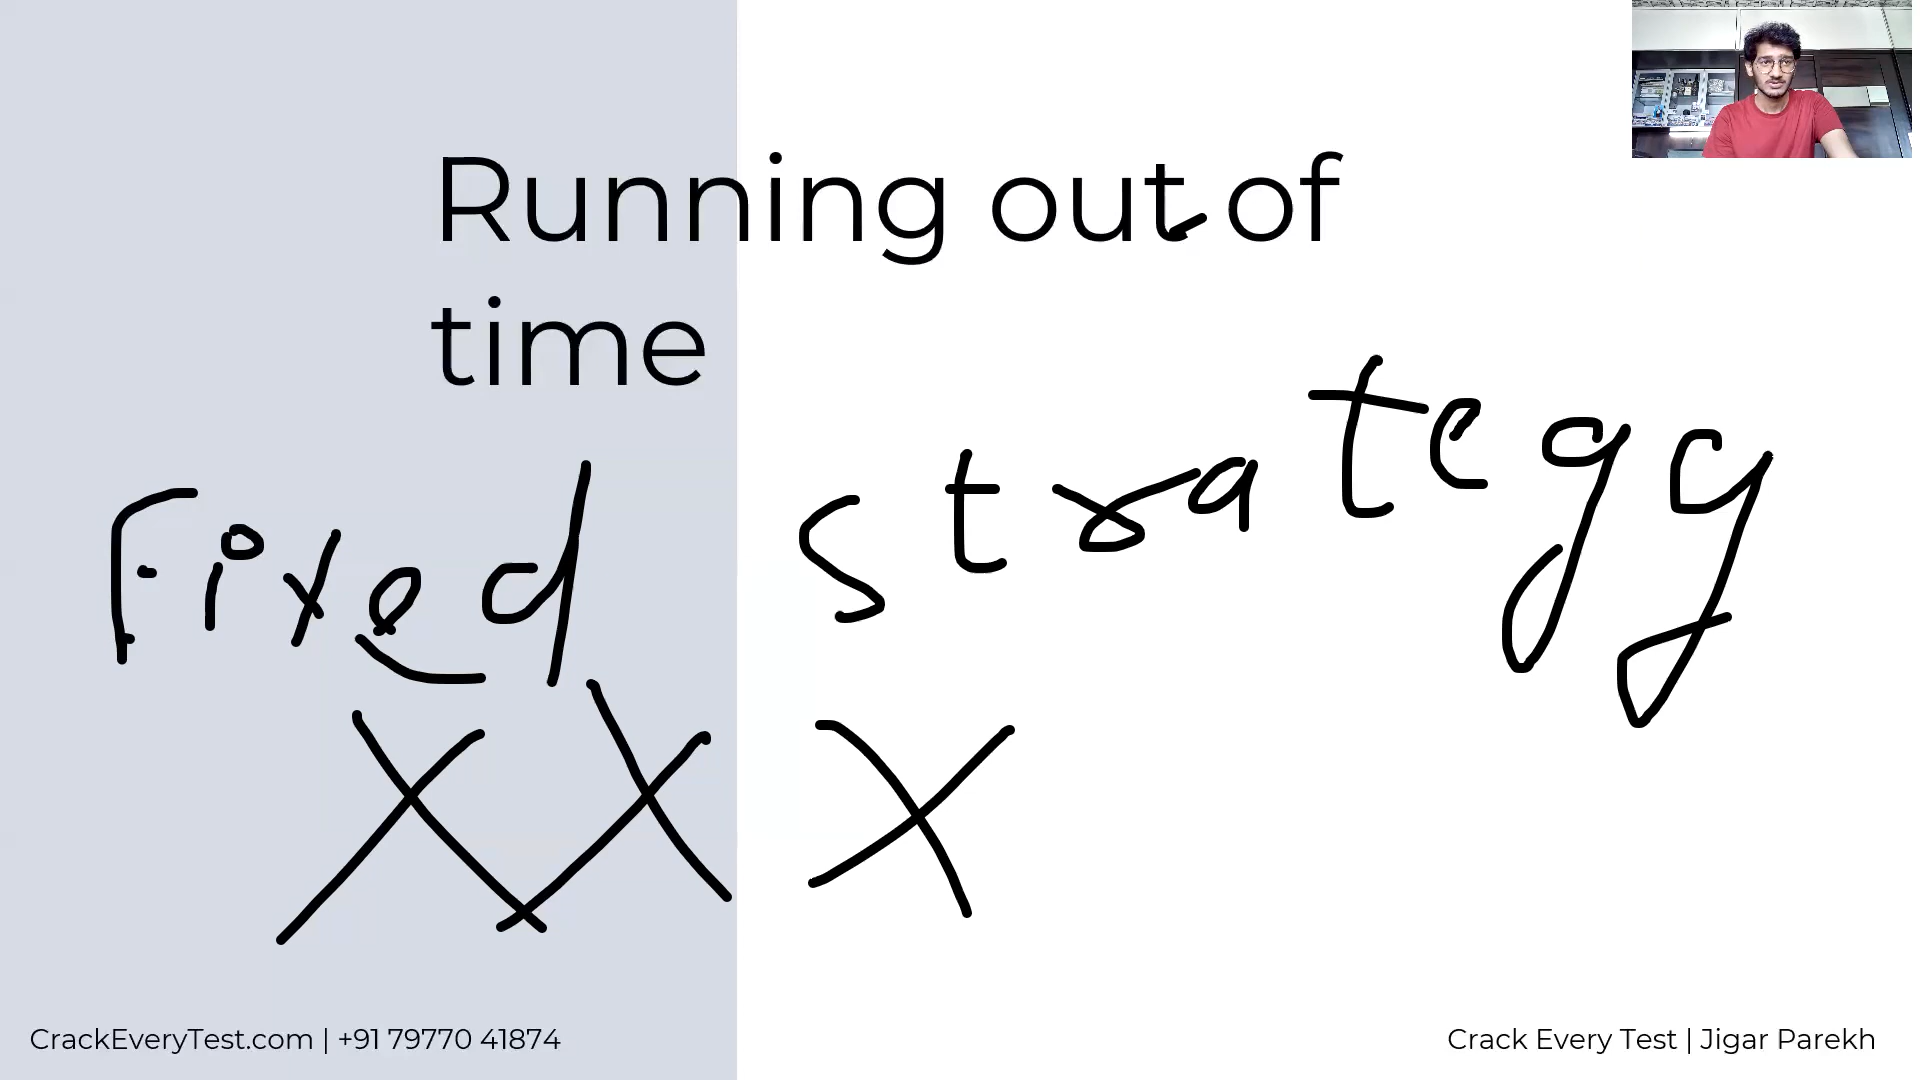 Running out of
time
Fixed strategy
X X X
CrackEveryTest.com | +91 79770 41874
Crack Every Test | Jigar Parekh